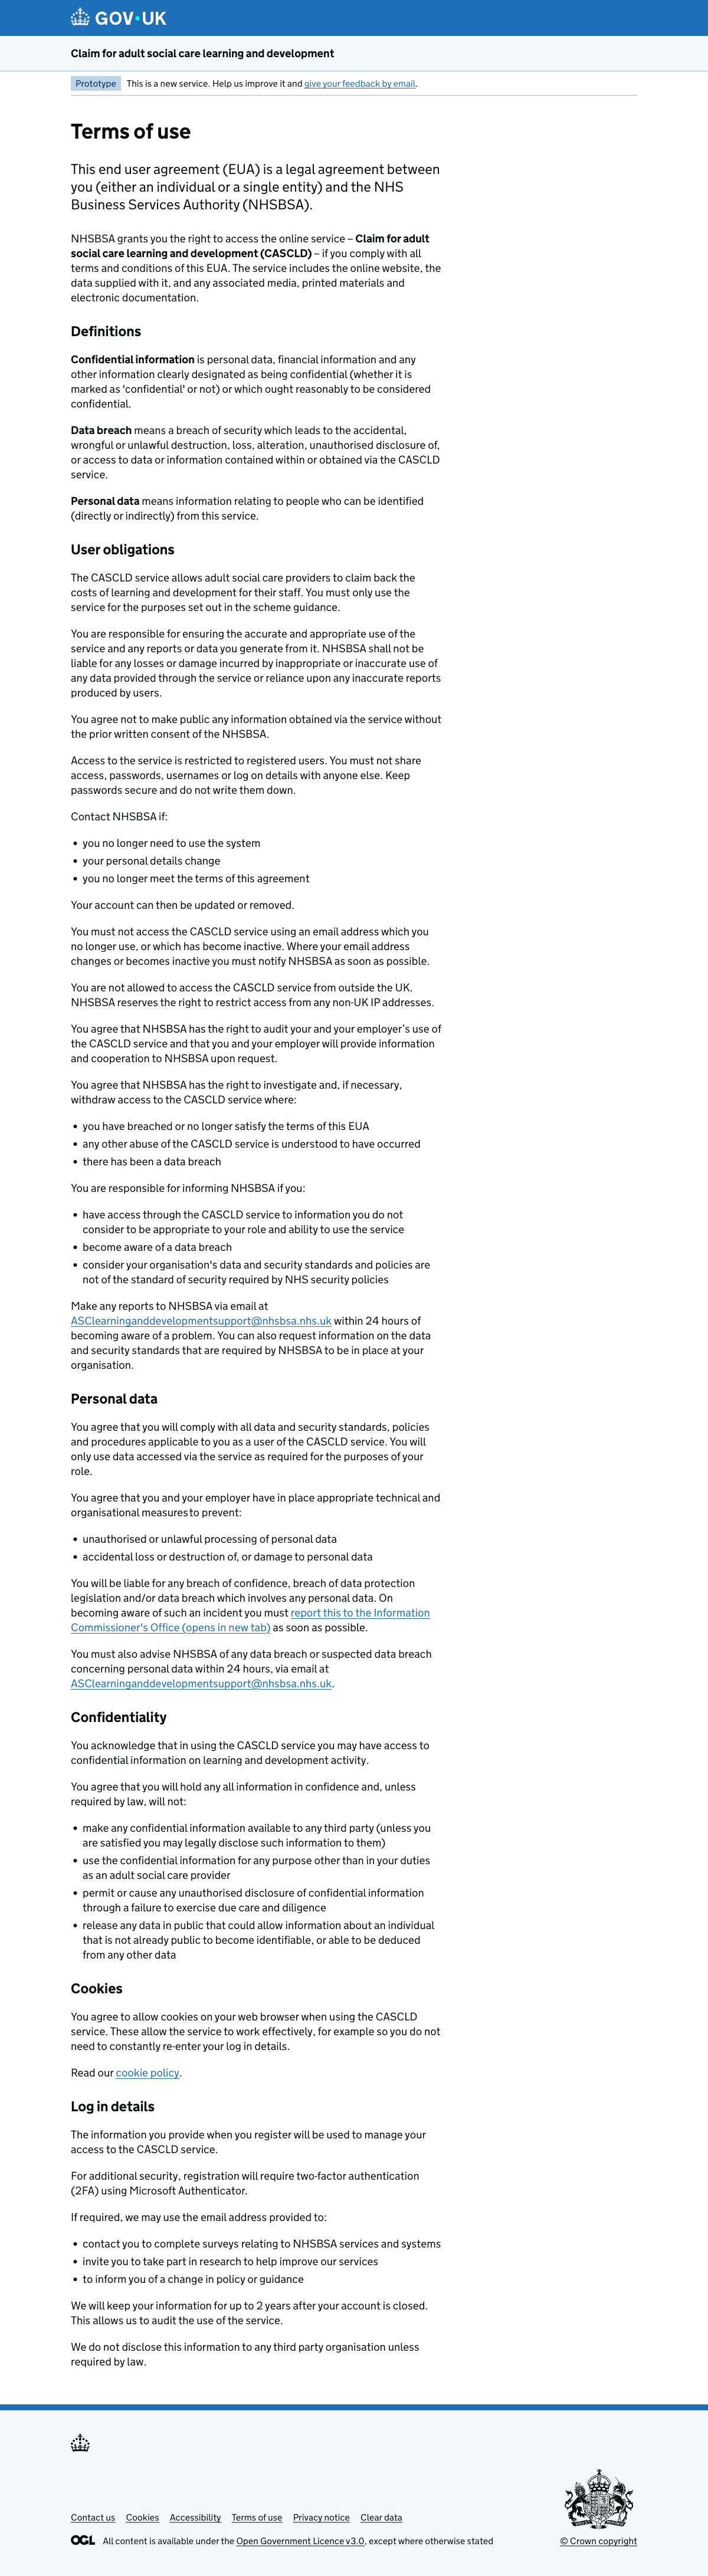 GOV·UK
Claim for adult social care learning and development
Prototype This is a new service. Help us improve it and give your feedback by email.
Terms of use
This end user agreement (EUA) is a legal agreement between
you (either an individual or a single entity) and the NHS
Business Services Authority (NHSBSA).
NHSBSA grants you the right to access the online service – Claim for adult
social care learning and development (CASCLD) – if you comply with all
terms and conditions of this EUA. The service includes the online website, the
data supplied with it, and any associated media, printed materials and
electronic documentation.
Definitions
Confidential information is personal data, financial information and any
other information clearly designated as being confidential (whether it is
marked as 'confidential' or not) or which ought reasonably to be considered
confidential.
Data breach means a breach of security which leads to the accidental,
wrongful or unlawful destruction, loss, alteration, unauthorised disclosure of,
or access to data or information contained within or obtained via the CASCLD
service.
Personal data means information relating to people who can be identified
(directly or indirectly) from this service.
User obligations
The CASCLD service allows adult social care providers to claim back the
costs of learning and development for their staff. You must only use the
service for the purposes set out in the scheme guidance.
You are responsible for ensuring the accurate and appropriate use of the
service and any reports or data you generate from it. NHSBSA shall not be
liable for any losses or damage incurred by inappropriate or inaccurate use of
any data provided through the service or reliance upon any inaccurate reports
produced by users.
You agree not to make public any information obtained via the service without
the prior written consent of the NHSBSA.
Access to the service is restricted to registered users. You must not share
access, passwords, usernames or log on details with anyone else. Keep
passwords secure and do not write them down.
Contact NHSBSA if:
• you no longer need to use the system
• your personal details change
• you no longer meet the terms of this agreement
Your account can then be updated or removed.
You must not access the CASCLD service using an email address which you
no longer use, or which has become inactive. Where your email address
changes or becomes inactive you must notify NHSBSA as soon as possible.
You are not allowed to access the CASCLD service from outside the UK.
NHSBSA reserves the right to restrict access from any non-UK IP addresses.
You agree that NHSBSA has the right to audit your and your employer's use of
the CASCLD service and that you and your employer will provide information
and cooperation to NHSBSA upon request.
You agree that NHSBSA has the right to investigate and, if necessary,
withdraw access to the CASCLD service where:
• you have breached or no longer satisfy the terms of this EUA
• any other abuse of the CASCLD service is understood to have occurred
• there has been a data breach
You are responsible for informing NHSBSA if you:
• have access through the CASCLD service to information you do not
consider to be appropriate to your role and ability to use the service
• become aware of a data breach
• consider your organisation's data and security standards and policies are
not of the standard of security required by NHS security policies
Make any reports to NHSBSA via email at
ASClearninganddevelopmentsupport@nhsbsa.nhs.uk within 24 hours of
becoming aware of a problem. You can also request information on the data
and security standards that are required by NHSBSA to be in place at your
organisation.
Personal data
You agree that you will comply with all data and security standards, policies
and procedures applicable to you as a user of the CASCLD service. You will
only use data accessed via the service as required for the purposes of your
role.
You agree that you and your employer have in place appropriate technical and
organisational measures to prevent:
• unauthorised or unlawful processing of personal data
• accidental loss or destruction of, or damage to personal data
You will be liable for any breach of confidence, breach of data protection
legislation and/or data breach which involves any personal data. On
becoming aware of such an incident you must report this to the Information
Commissioner's Office (opens in new tab) as soon as possible.
You must also advise NHSBSA of any data breach or suspected data breach
concerning personal data within 24 hours, via email at
ASClearninganddevelopmentsupport@nhsbsa.nhs.uk.
Confidentiality
You acknowledge that in using the CASCLD service you may have access to
confidential information on learning and development activity.
You agree that you will hold any all information in confidence and, unless
required by law, will not:
• make any confidential information available to any third party (unless you
are satisfied you may legally disclose such information to them)
• use the confidential information for any purpose other than in your duties
as an adult social care provider
• permit or cause any unauthorised disclosure of confidential information
through a failure to exercise due care and diligence
• release any data in public that could allow information about an individual
that is not already public to become identifiable, or able to be deduced
from any other data
Cookies
You agree to allow cookies on your web browser when using the CASCLD
service. These allow the service to work effectively, for example so you do not
need to constantly re-enter your log in details.
Read our cookie policy.
Log in details
The information you provide when you register will be used to manage your
access to the CASCLD service.
For additional security, registration will require two-factor authentication
(2FA) using Microsoft Authenticator.
If required, we may use the email address provided to:
• contact you to complete surveys relating to NHSBSA services and systems
• invite you to take part in research to help improve our services
• to inform you of a change in policy or guidance
We will keep your information for up to 2 years after your account is closed.
This allows us to audit the use of the service.
We do not disclose this information to any third party organisation unless
required by law.
Contact us Cookies Accessibility Terms of use Privacy notice Clear data
OGL All content is available under the Open Government Licence v3.0, except where otherwise stated
© Crown copyright